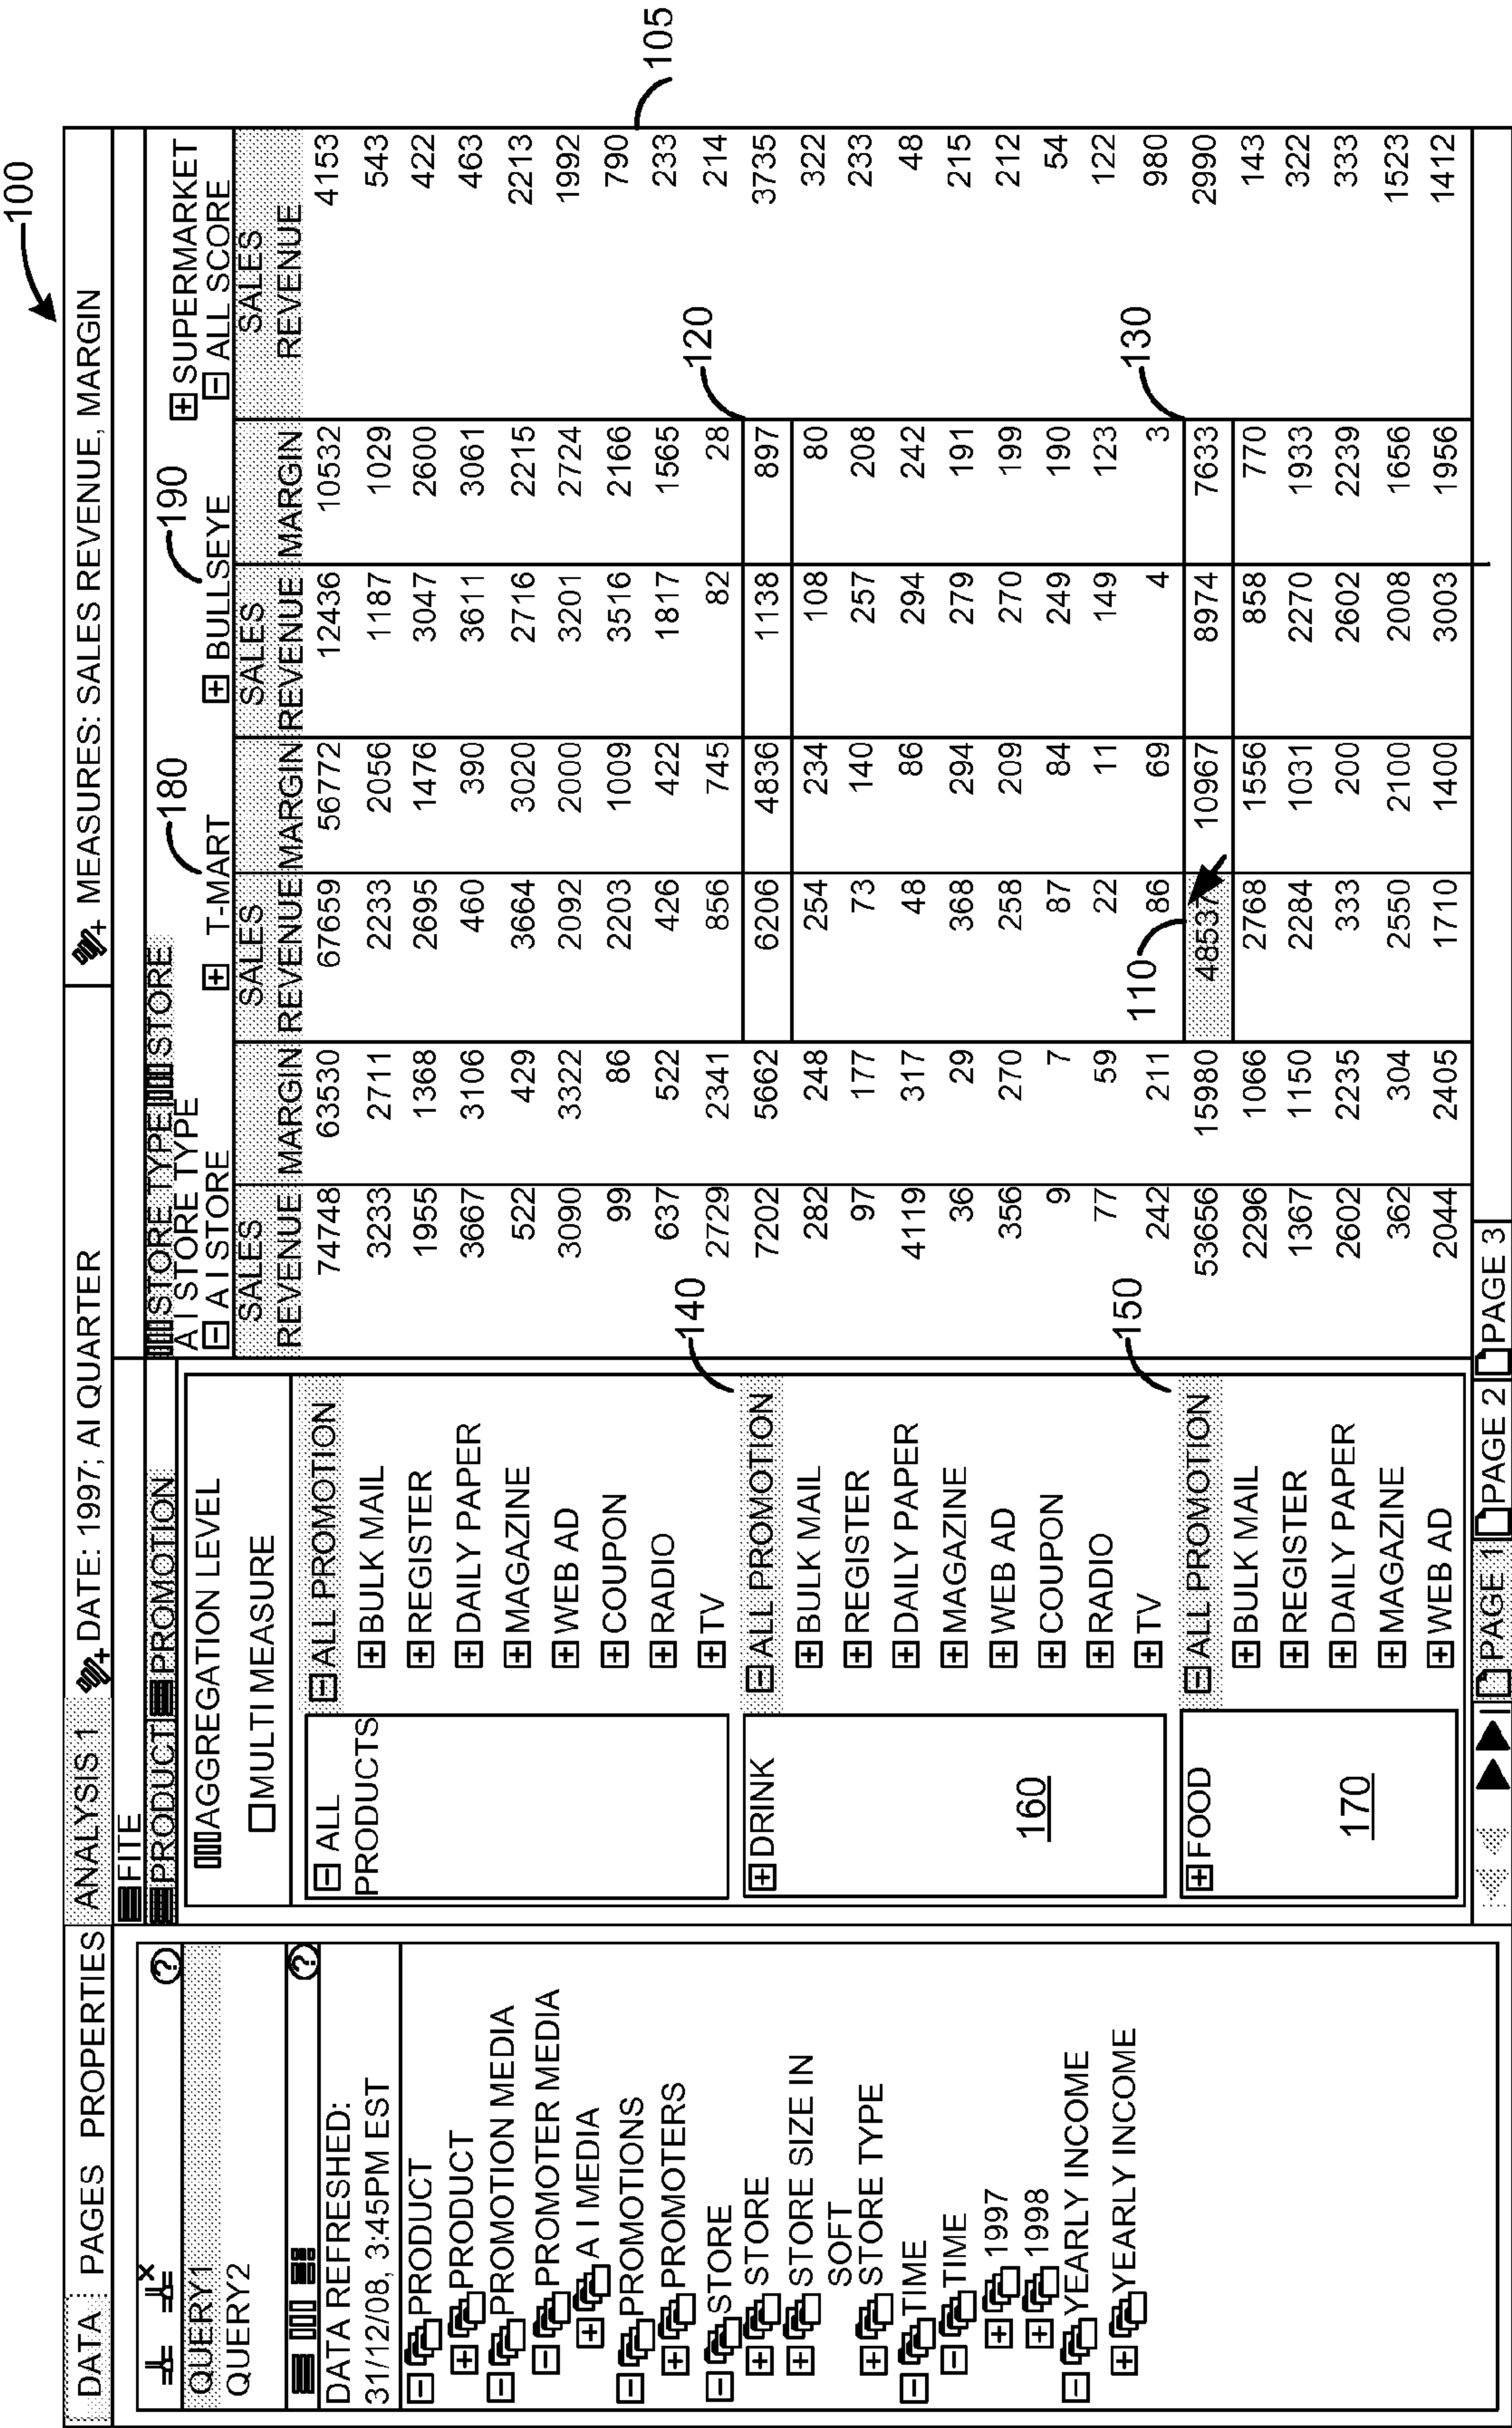 100
DATA PAGES PROPERTIES ANALYSIS 1 DATE: 1997; AI QUARTER MEASURES: SALES REVENUE, MARGIN
QUERY1
QUERY2
DATA REFRESHED:
31/12/08, 3:45PM EST
PRODUCT
PRODUCT
PROMOTION MEDIA
PROMOTER MEDIA
A I MEDIA
PROMOTIONS
PROMOTERS
STORE
STORE
STORE SIZE IN
SOFT
STORE TYPE
TIME
TIME
1997
1998
YEARLY INCOME
YEARLY INCOME
FITE
PRODUCT PROMOTION
AGGREGATION LEVEL
MULTI MEASURE
STORE TYPE STORE
A I STORE TYPE 180 190 SUPERMARKET
A I STORE T-MART BULLSEYE ALL SCORE
SALES SALES SALES SALES
REVENUE MARGIN REVENUE MARGIN REVENUE MARGIN REVENUE
ALL PRODUCTS
ALL PROMOTION 74748 63530 67659 56772 12436 10532 4153
BULK MAIL 3233 2711 2233 2056 1187 1029 543
REGISTER 1955 1368 2695 1476 3047 2600 422
DAILY PAPER 3667 3106 460 390 3611 3061 463
MAGAZINE 522 429 3664 3020 2716 2215 2213
WEB AD 3090 3322 2092 2000 3201 2724 1992
COUPON 99 86 2203 1009 3516 2166 790
105
RADIO 637 522 426 422 1817 1565 233
TV 2729 2341 856 745 82 28 214
140 120
DRINK
160
ALL PROMOTION 7202 5662 6206 4836 1138 897 3735
BULK MAIL 282 248 254 234 108 80 322
REGISTER 97 177 73 140 257 208 233
DAILY PAPER 4119 317 48 86 294 242 48
MAGAZINE 36 29 368 294 279 191 215
WEB AD 356 270 258 209 270 199 212
COUPON 9 7 87 84 249 190 54
RADIO 77 59 22 11 149 123 122
TV 242 211 86 69 4 3 980
150 110 130
FOOD
170
ALL PROMOTION 53656 15980 48537 10967 8974 7633 2990
BULK MAIL 2296 1066 2768 1556 858 770 143
REGISTER 1367 1150 2284 1031 2270 1933 322
DAILY PAPER 2602 2235 333 200 2602 2239 333
MAGAZINE 362 304 2550 2100 2008 1656 1523
WEB AD 2044 2405 1710 1400 3003 1956 1412
PAGE 1 PAGE 2 PAGE 3